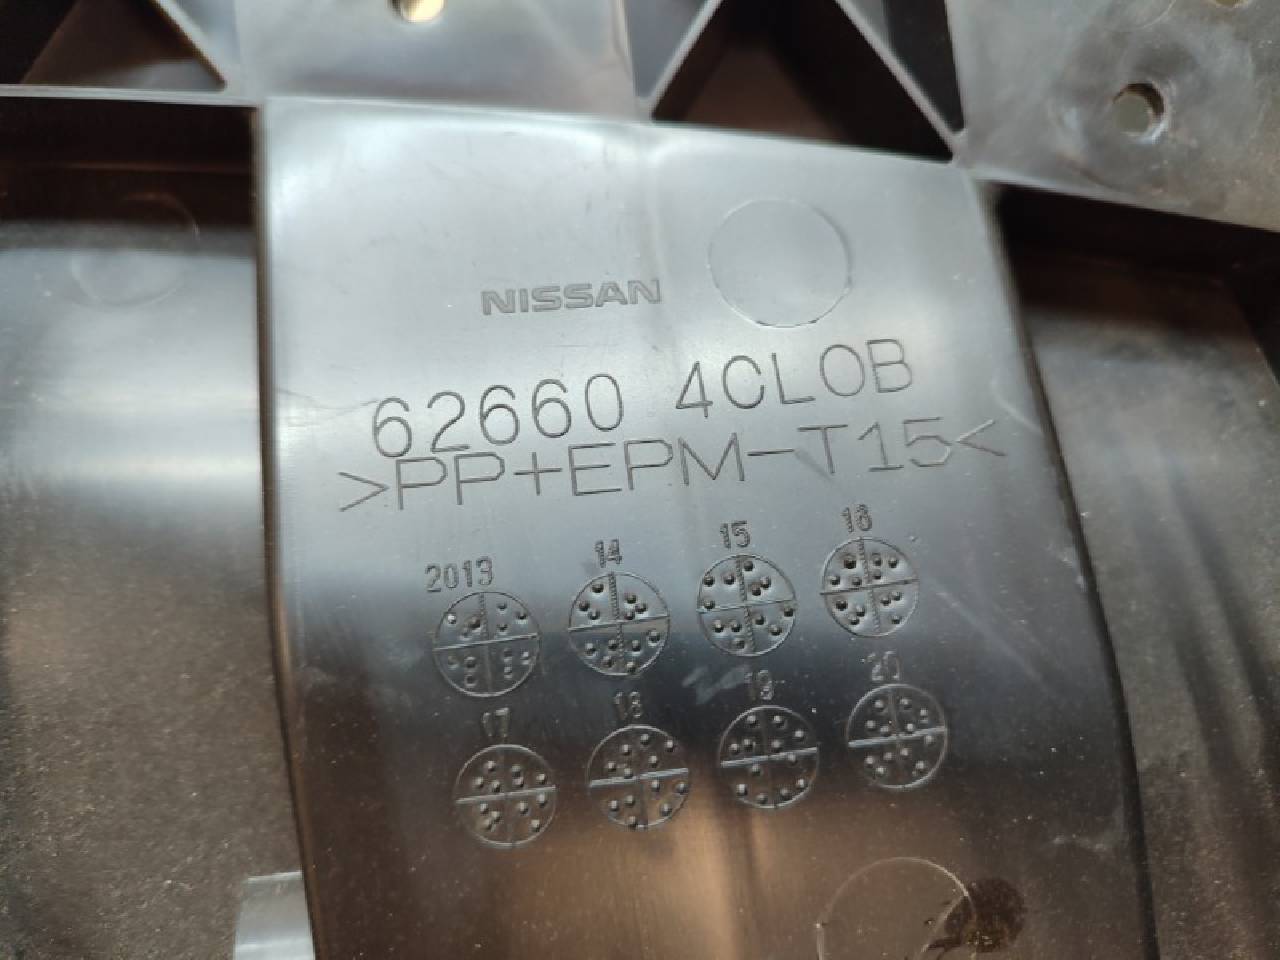 NISSAN
62660 4CL0B
>PP+EPM-T15<
2013 14 15 16
17 18 19 20